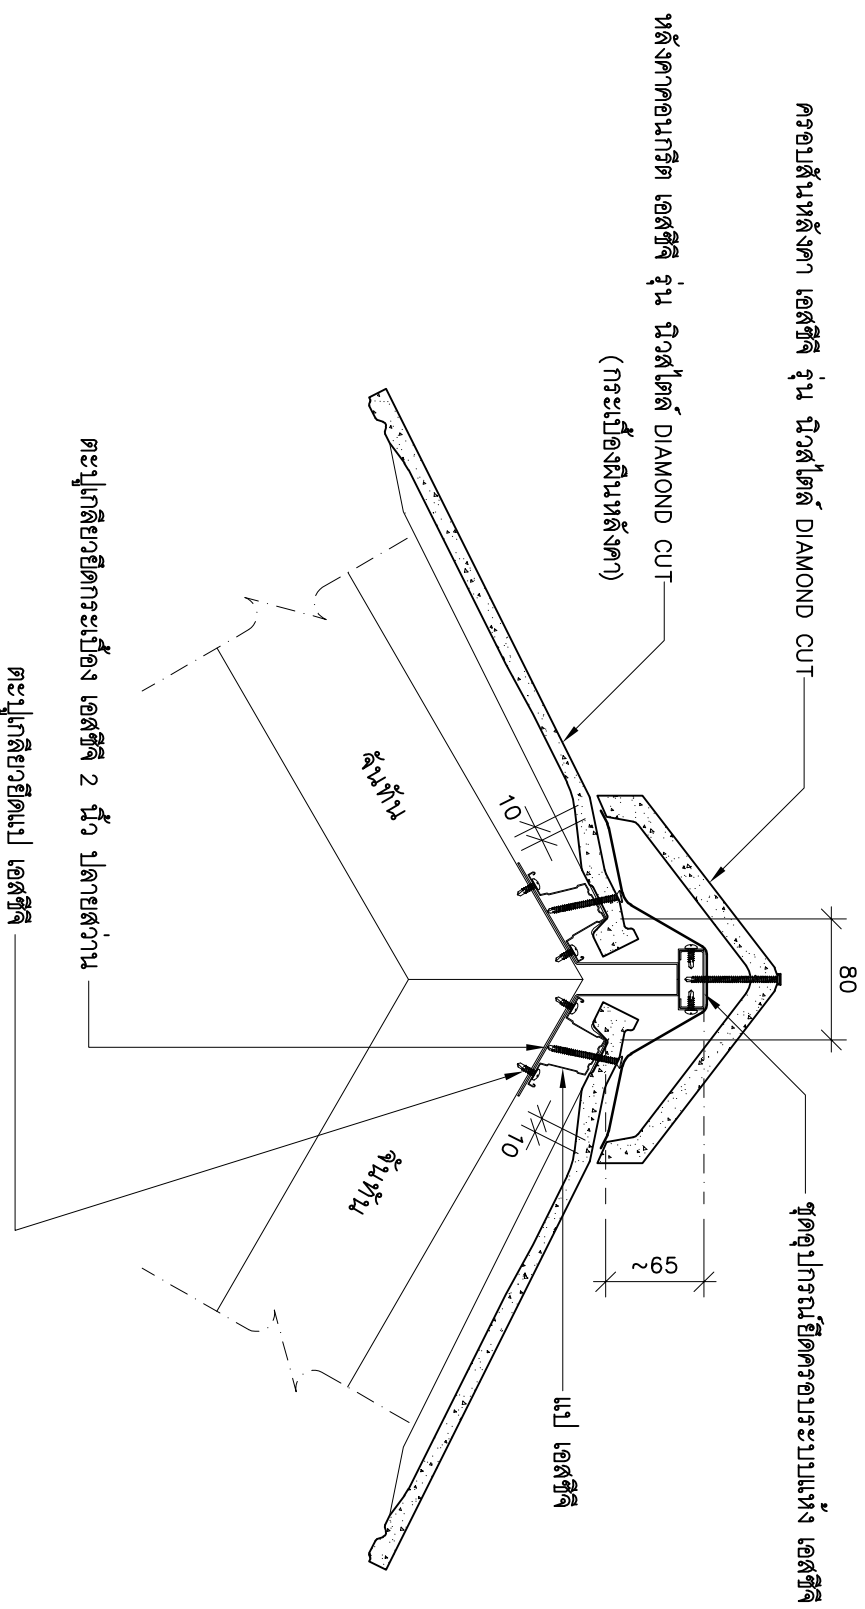 ครอบสันหลังคา เอสซีจี รุ่น นิวสไตล์ DIAMOND CUT
ชุดอุปกรณ์ยึดครอบระบบแห้ง เอสซีจี
80
หลังคาคอนกรีต เอสซีจี รุ่น นิวสไตล์ DIAMOND CUT
(กระเบื้องผืนหลังคา)
~65
แป เอสซีจี
10
10
จันทัน
จันทัน
ตะปูเกลียวยึดกระเบื้อง เอสซีจี 2 นิ้ว ปลายสว่าน
ตะปูเกลียวยึดแป เอสซีจี